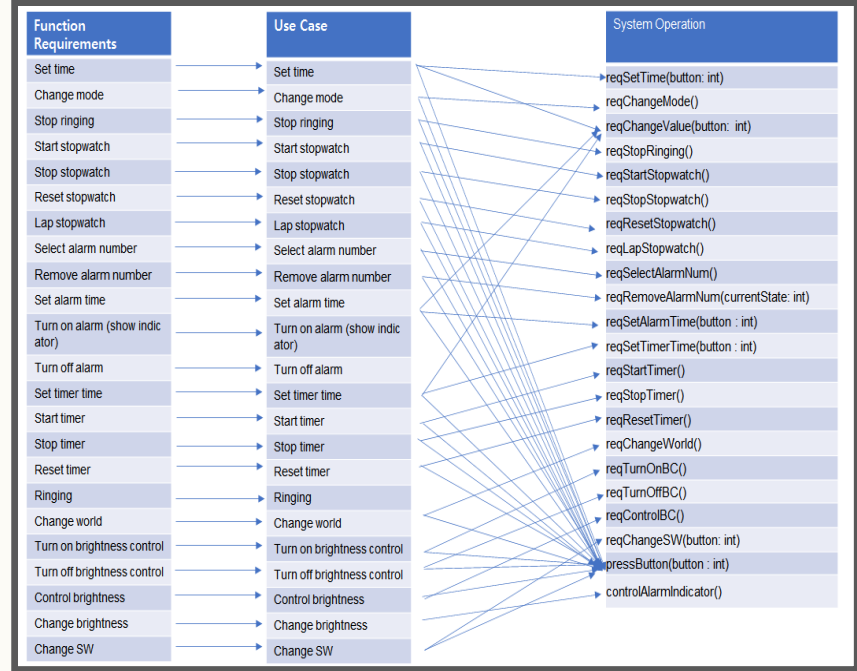 Function
Requirements
Set time
Change mode
Stop ringing
Start stopwatch
Stop stopwatch
Reset stopwatch
Lap stopwatch
Select alarm number
Remove alarm number
Set alarm time
Turn on alarm (show indic
ator)
Turn off alarm
Set timer time
Start timer
Stop timer
Reset timer
Ringing
Change world
Turn on brightness control
Turn off brightness control
Control brightness
Change brightness
Change SW
Use Case
Set time
Change mode
Stop ringing
Start stopwatch
Stop stopwatch
Reset stopwatch
Lap stopwatch
Select alarm number
Remove alarm number
Set alarm time
Turn on alarm (show indic
ator)
Turn off alarm
Set timer time
Start timer
Stop timer
Reset timer
Ringing
Change world
Turn on brightness control
Turn off brightness control
Control brightness
Change brightness
Change SW
System Operation
reqSetTime(button: int)
reqChangeMode()
reqChangeValue(button: int)
reqStopRinging()
reqStartStopwatch()
reqStopStopwatch()
reqResetStopwatch()
reqLapStopwatch()
reqSelectAlarmNum()
reqRemoveAlarmNum(currentState: int)
reqSetAlarmTime(button : int)
reqSetTimerTime(button : int)
reqStartTimer()
reqStopTimer()
reqResetTimer()
reqChangeWorld()
reqTurnOnBC()
reqTurnOffBC()
reqControlBC()
reqChangeSW(button: int)
pressButton(button : int)
controlAlarmIndicator()